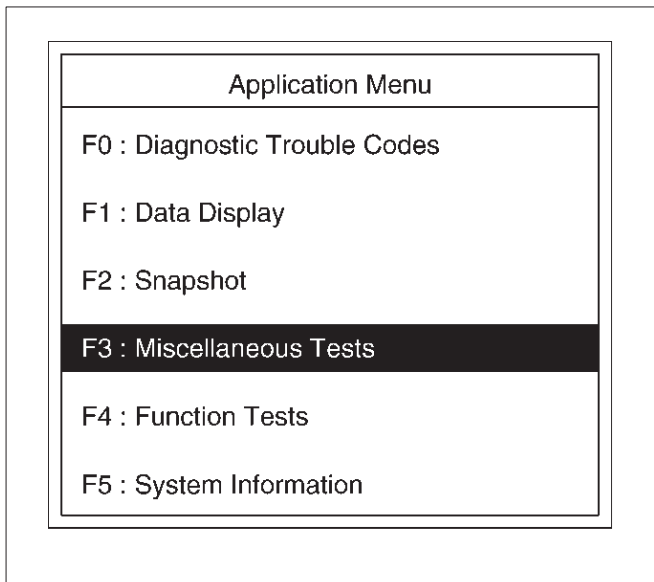 Application Menu
F0 : Diagnostic Trouble Codes
F1 : Data Display
F2 : Snapshot
F3 : Miscellaneous Tests
F4 : Function Tests
F5 : System Information